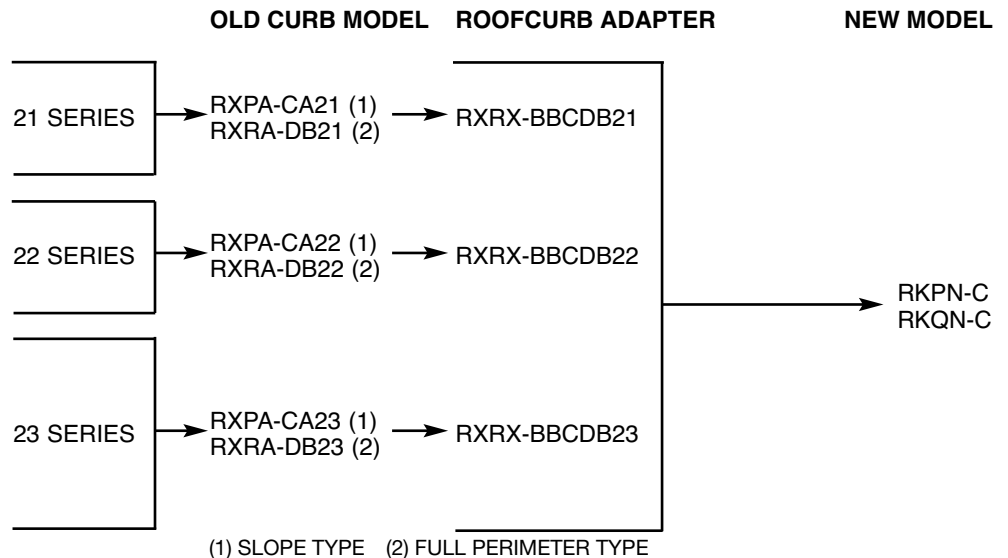 OLD CURB MODEL ROOFCURB ADAPTER NEW MODEL
21 SERIES
RXPA-CA21 (1)
RXRA-DB21 (2)
RXRX-BBCDB21
22 SERIES
RXPA-CA22 (1)
RXRA-DB22 (2)
RXRX-BBCDB22
RKPN-C
RKQN-C
23 SERIES
RXPA-CA23 (1)
RXRA-DB23 (2)
RXRX-BBCDB23
(1) SLOPE TYPE (2) FULL PERIMETER TYPE